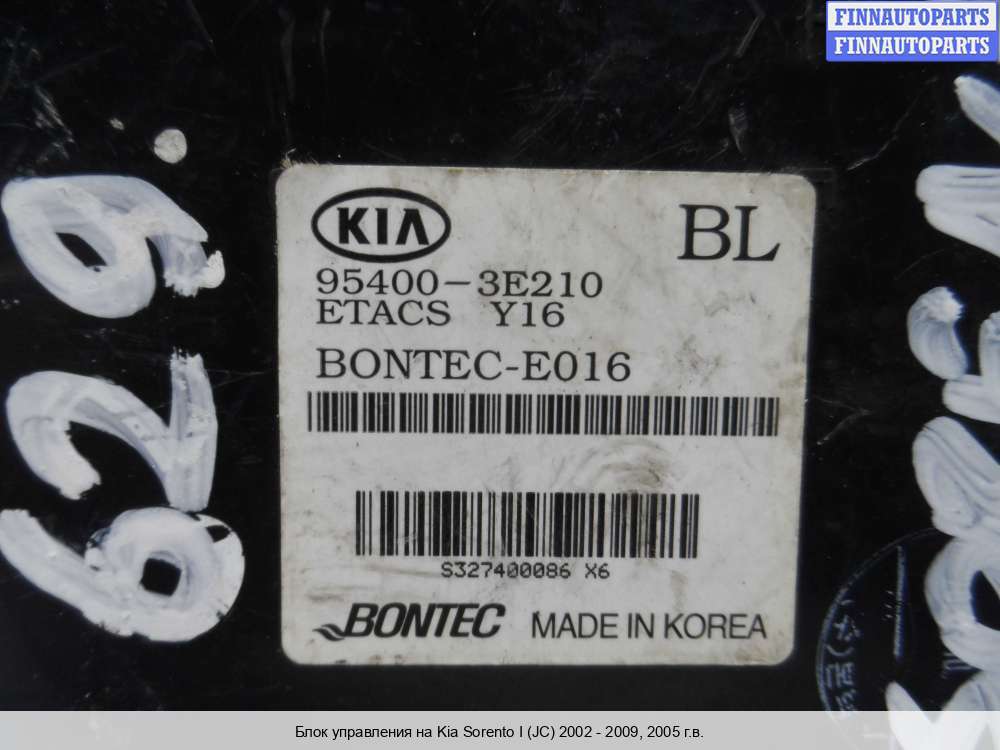 FINNAUTOPARTS
FINNAUTOPARTS
KIA
BL
95400-3E210
ETACS Y16
BONTEC-E016
S327400086 X6
BONTEC MADE IN KOREA
629.
Блок управления на Kia Sorento I (JC) 2002 - 2009, 2005 г.в.